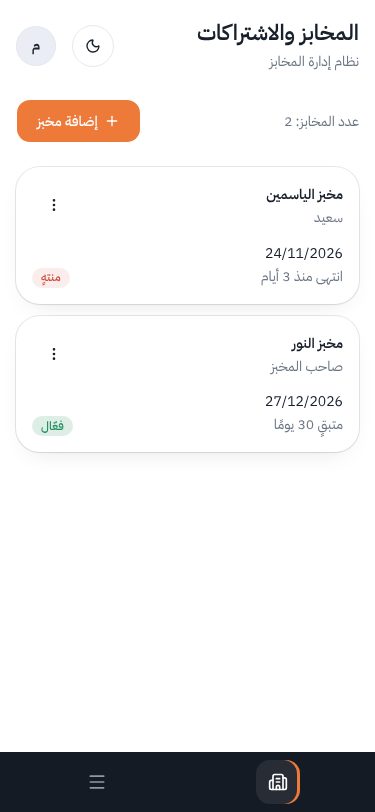 المخابز والاشتراكات
نظام إدارة المخابز
م
عدد المخابز: 2
إضافة مخبز
مخبز الياسمين
سعيد
24/11/2026
انتهى منذ 3 أيام
منتهٍ
مخبز النور
صاحب المخبز
27/12/2026
متبقٍ 30 يومًا
فعّال